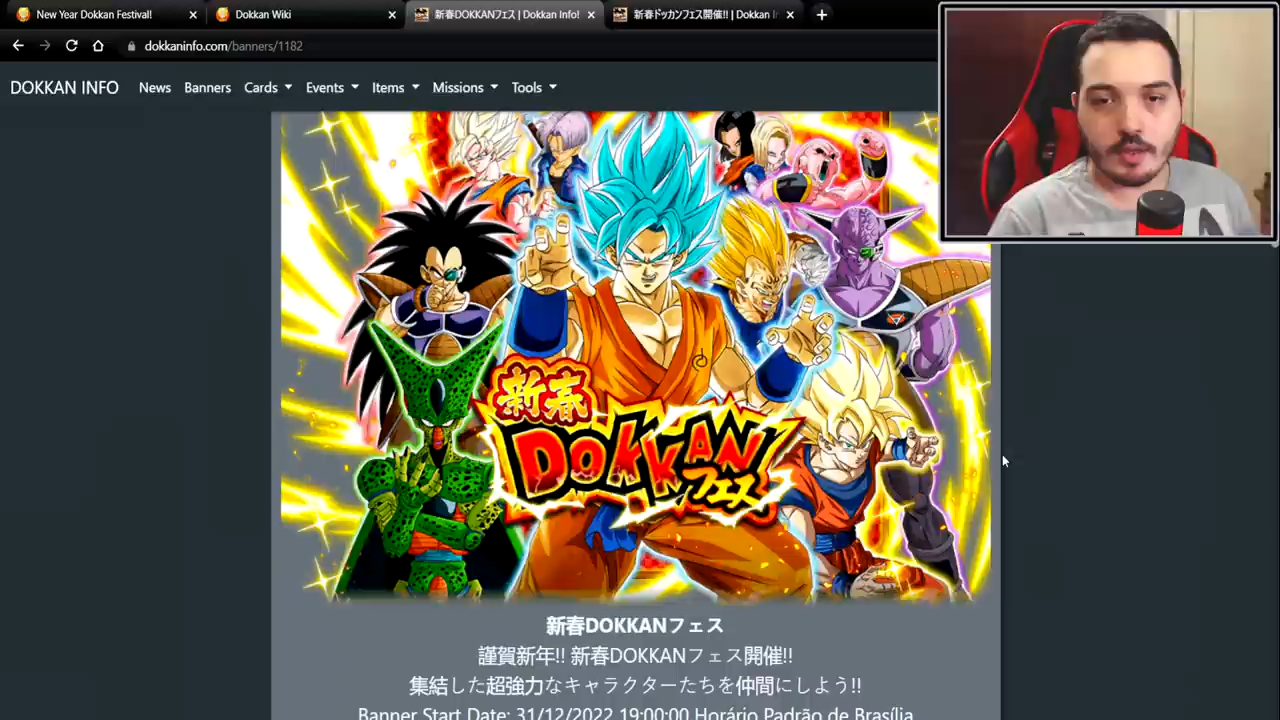 New Year Dokkan Festival!
Dokkan Wiki
新春DOKKANフェス | Dokkan Info!
新春ドッカンフェス開催!! | Dokkan In
dokkaninfo.com/banners/1182
DOKKAN INFO News Banners Cards Events Items Missions Tools
新春
DOKKAN
フェス
新春DOKKANフェス
謹賀新年!! 新春DOKKANフェス開催!!
集結した超強力なキャラクターたちを仲間にしよう!!
Banner Start Date: 31/12/2022 19:00:00 Horário Padrão de Brasília